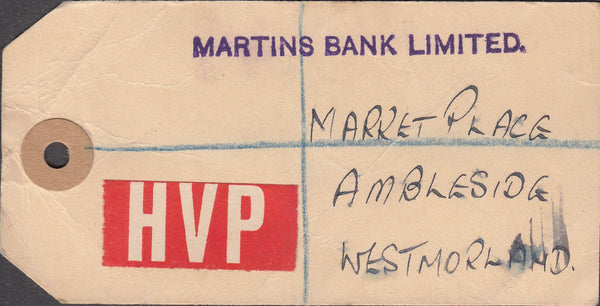 MARTINS BANK LIMITED.
MARKET PLACE
AMBLESIDE
HVP
WESTMORLAND.